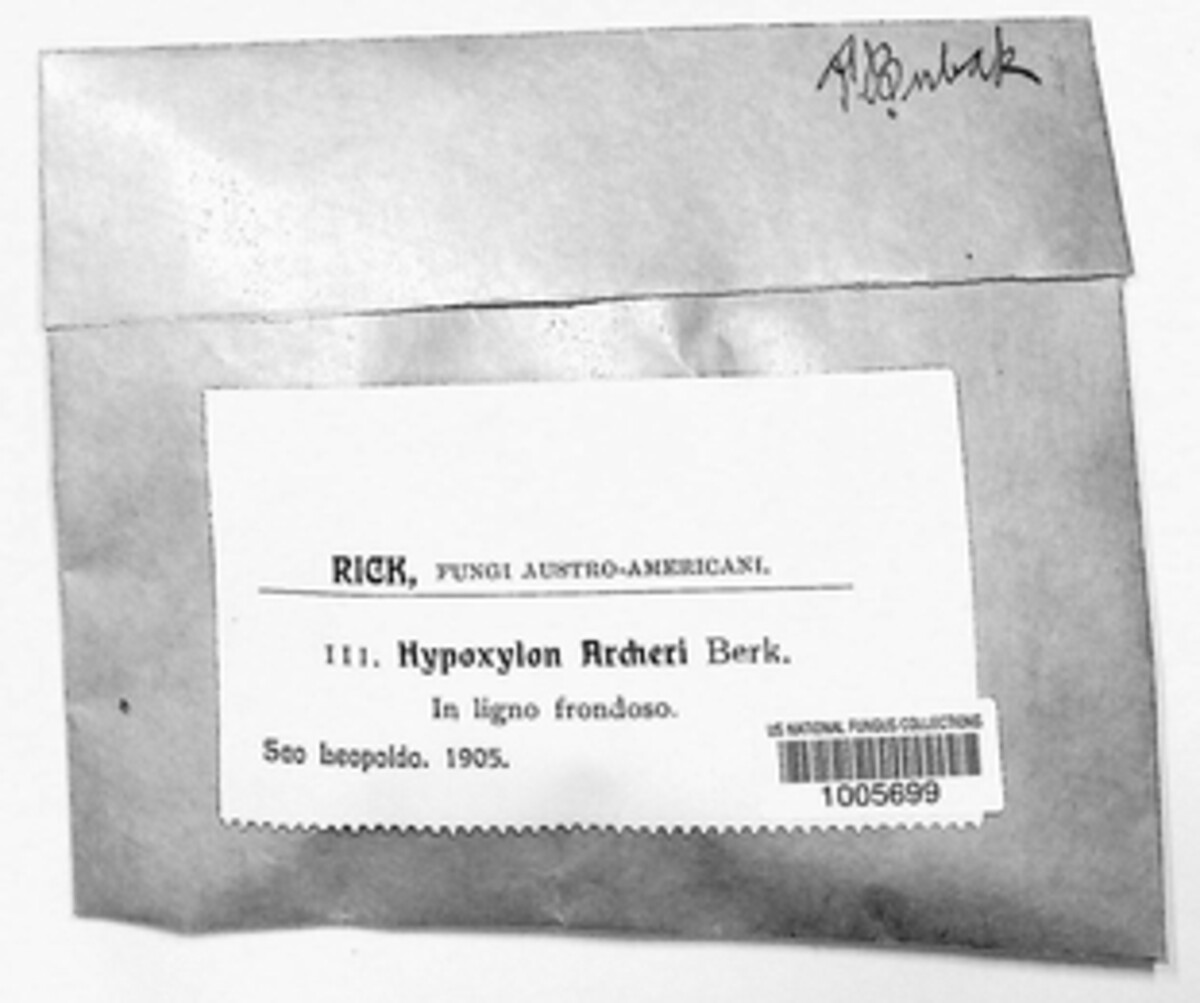 RICK, FUNGI AUSTRO-AMERICANI.
111. Hypoxylon Archeri Berk.
In ligno frondoso.
Sao Leopoldo. 1905.
US NATIONAL FUNGUS COLLECTIONS
1005699